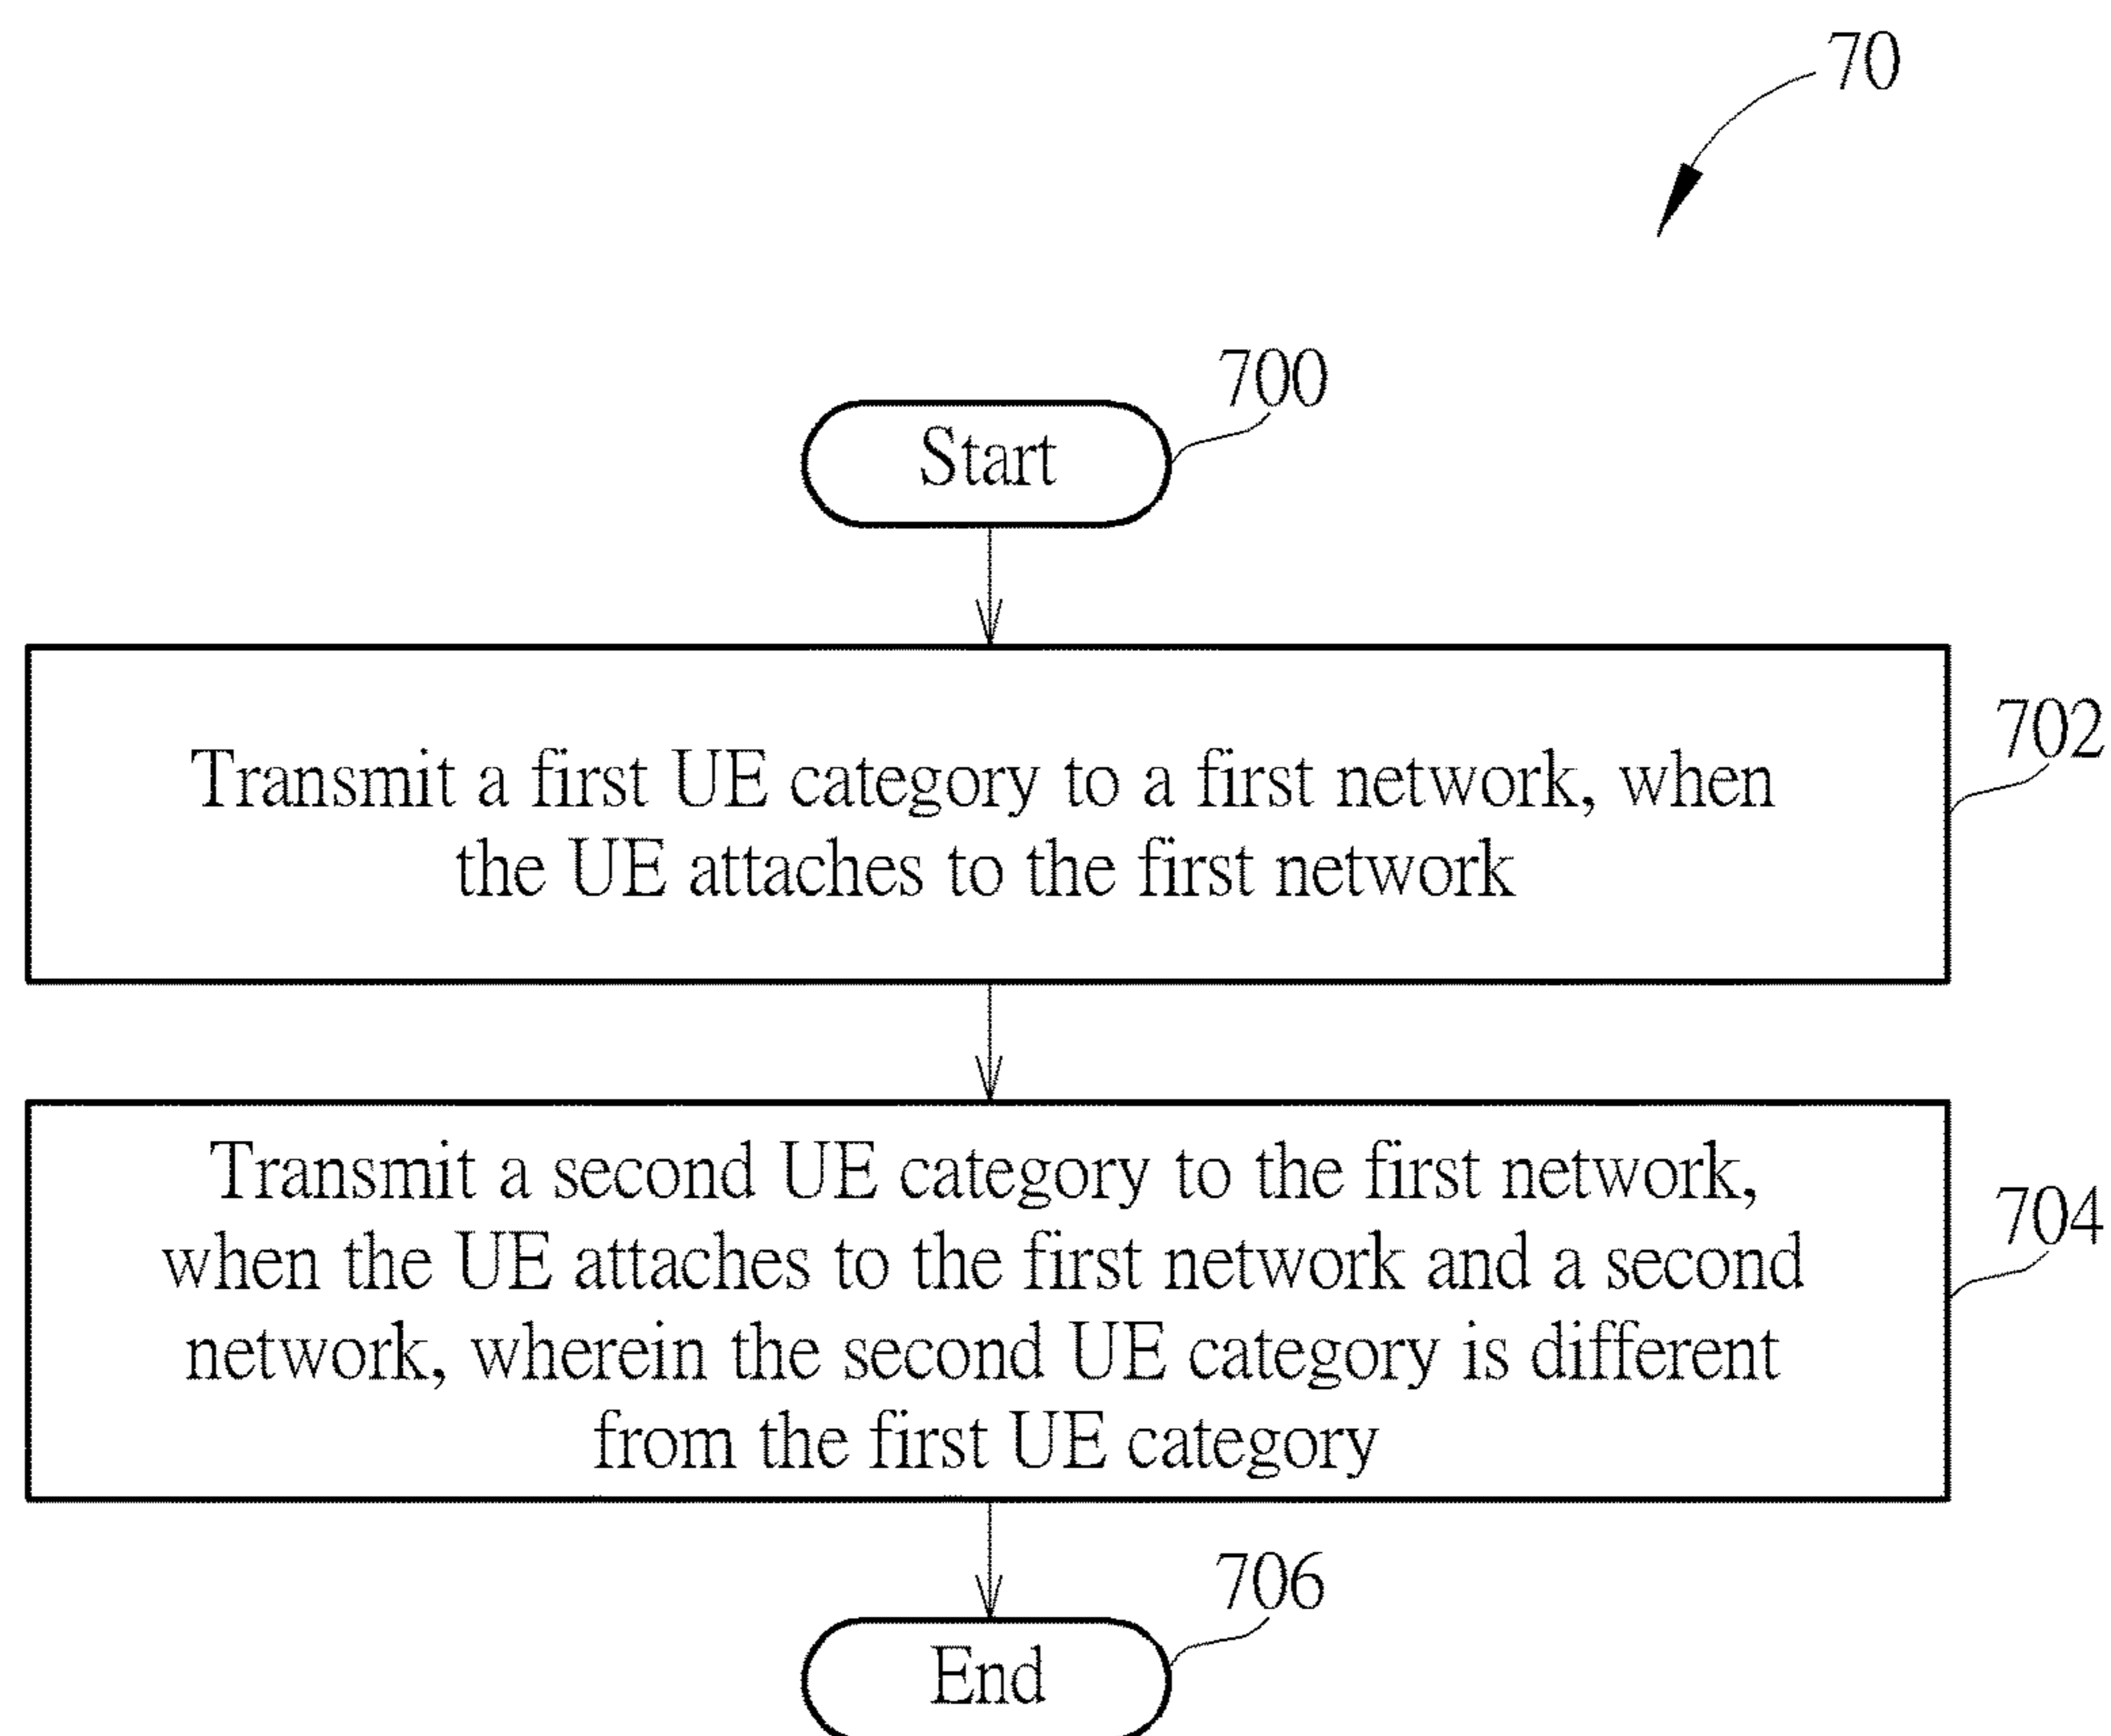 70
700
Start
702
Transmit a first UE category to a first network, when
the UE attaches to the first network
704
Transmit a second UE category to the first network,
when the UE attaches to the first network and a second
network, wherein the second UE category is different
from the first UE category
706
End